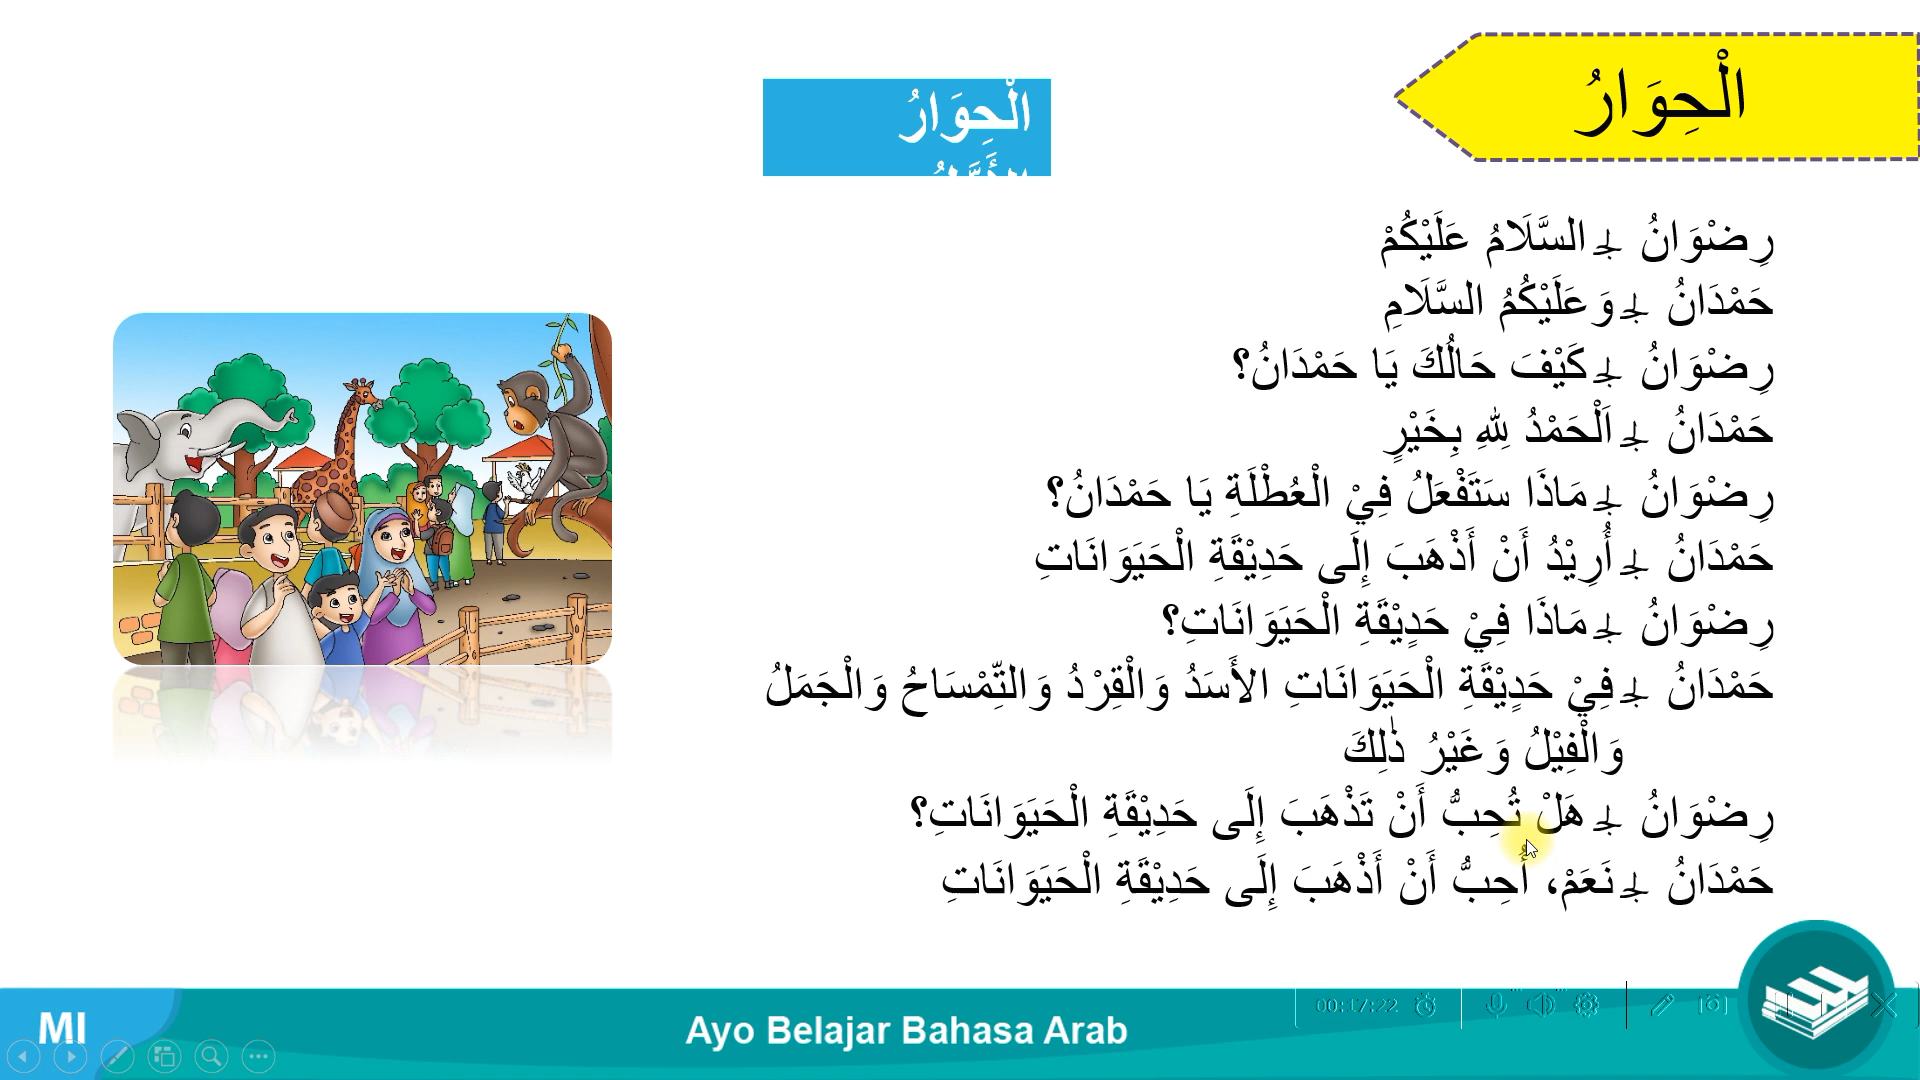 الْحِوَارُ
الْحِوَارُ
رِضْوَانُ : السَّلَامُ عَلَيْكُمْ
حَمْدَانُ : وَعَلَيْكُمُ السَّلَامِ
رِضْوَانُ : كَيْفَ حَالُكَ يَا حَمْدَانُ؟
حَمْدَانُ : اَلْحَمْدُ لِلهِ بِخَيْرٍ
رِضْوَانُ : مَاذَا سَتَفْعَلُ فِيْ الْعُطْلَةِ يَا حَمْدَانُ؟
حَمْدَانُ : أُرِيْدُ أَنْ أَذْهَبَ إِلَى حَدِيْقَةِ الْحَيَوَانَاتِ
رِضْوَانُ : مَاذَا فِيْ حَدِيْقَةِ الْحَيَوَانَاتِ؟
حَمْدَانُ : فِيْ حَدِيْقَةِ الْحَيَوَانَاتِ الأَسَدُ وَالْقِرْدُ وَالتِّمْسَاحُ وَالْجَمَلُ
وَالْفِيْلُ وَغَيْرُ ذٰلِكَ
رِضْوَانُ : هَلْ تُحِبُّ أَنْ تَذْهَبَ إِلَى حَدِيْقَةِ الْحَيَوَانَاتِ؟
حَمْدَانُ : نَعَمْ، أُحِبُّ أَنْ أَذْهَبَ إِلَى حَدِيْقَةِ الْحَيَوَانَاتِ
MI
Ayo Belajar Bahasa Arab
00:17:22